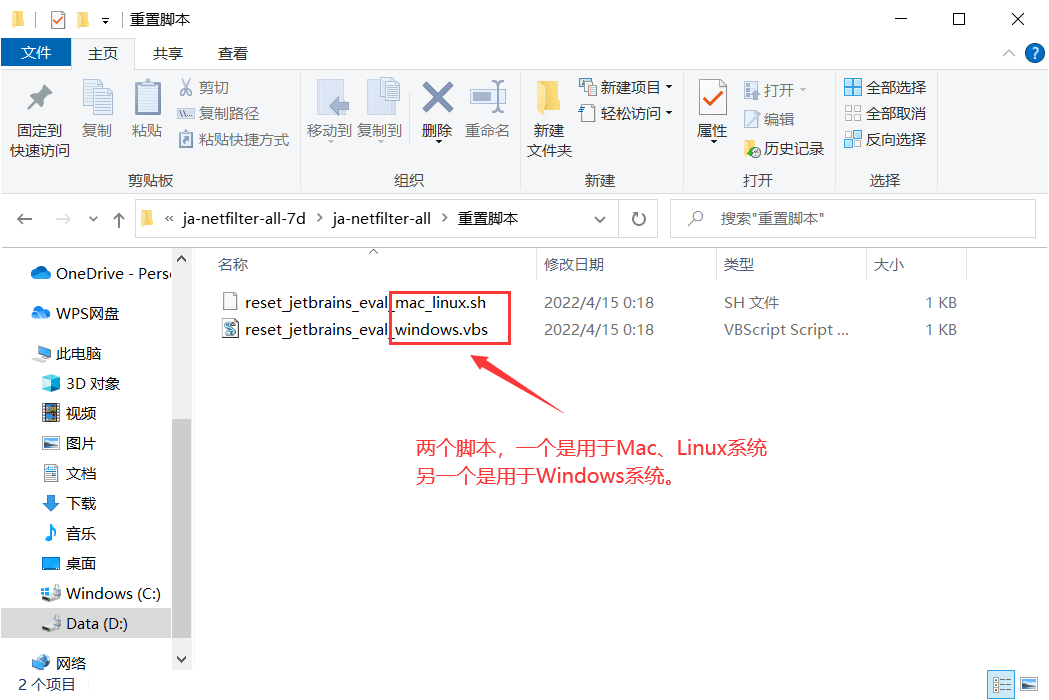 重置脚本
文件 主页 共享 查看
固定到
快速访问
复制
粘贴
剪切
复制路径
粘贴快捷方式
剪贴板
移动到 复制到 删除 重命名
组织
新建
文件夹
新建项目
轻松访问
新建
属性
打开
编辑
历史记录
打开
全部选择
全部取消
反向选择
选择
« ja-netfilter-all-7d > ja-netfilter-all > 重置脚本
搜索"重置脚本"
名称 修改日期 类型 大小
reset_jetbrains_eval_mac_linux.sh 2022/4/15 0:18 SH 文件 1 KB
reset_jetbrains_eval_windows.vbs 2022/4/15 0:18 VBScript Script ... 1 KB
两个脚本，一个是用于Mac、Linux系统
另一个是用于Windows系统。
OneDrive - Pers
WPS网盘
此电脑
3D 对象
视频
图片
文档
下载
音乐
桌面
Windows (C:)
Data (D:)
网络
2 个项目